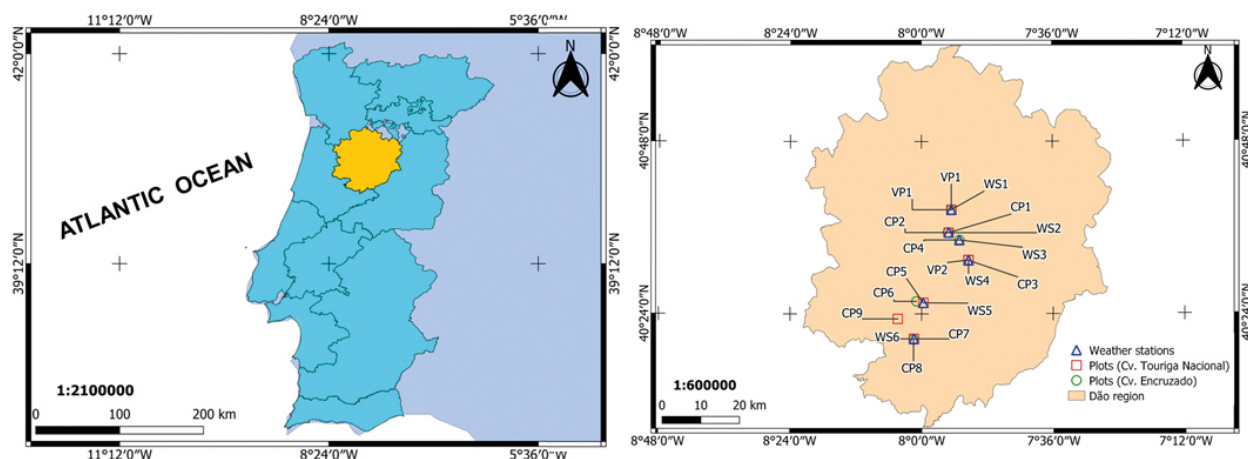 11°12′0″W
8°24′0″W
5°36′0″W
42°0′0″N
42°0′0″N
N
ATLANTIC OCEAN
39°12′0″N
39°12′0″N
1:2100000
0
100
200 km
11°12′0″W
8°24′0″W
5°36′0″W
8°48′0″W
8°24′0″W
8°00′0″W
7°36′0″W
7°12′0″W
N
40°48′0″N
40°48′0″N
VP1
VP1
WS1
CP1
CP2
WS2
CP4
WS3
VP2
WS4
CP3
CP5
CP6
WS5
CP9
40°24′0″N
40°24′0″N
WS6
CP7
CP8
Weather stations
Plots (Cv. Touriga Nacional)
Plots (Cv. Encruzado)
Dão region
1:600000
0
10
20 km
8°48′0″W
8°24′0″W
8°00′0″W
7°36′0″W
7°12′0″W